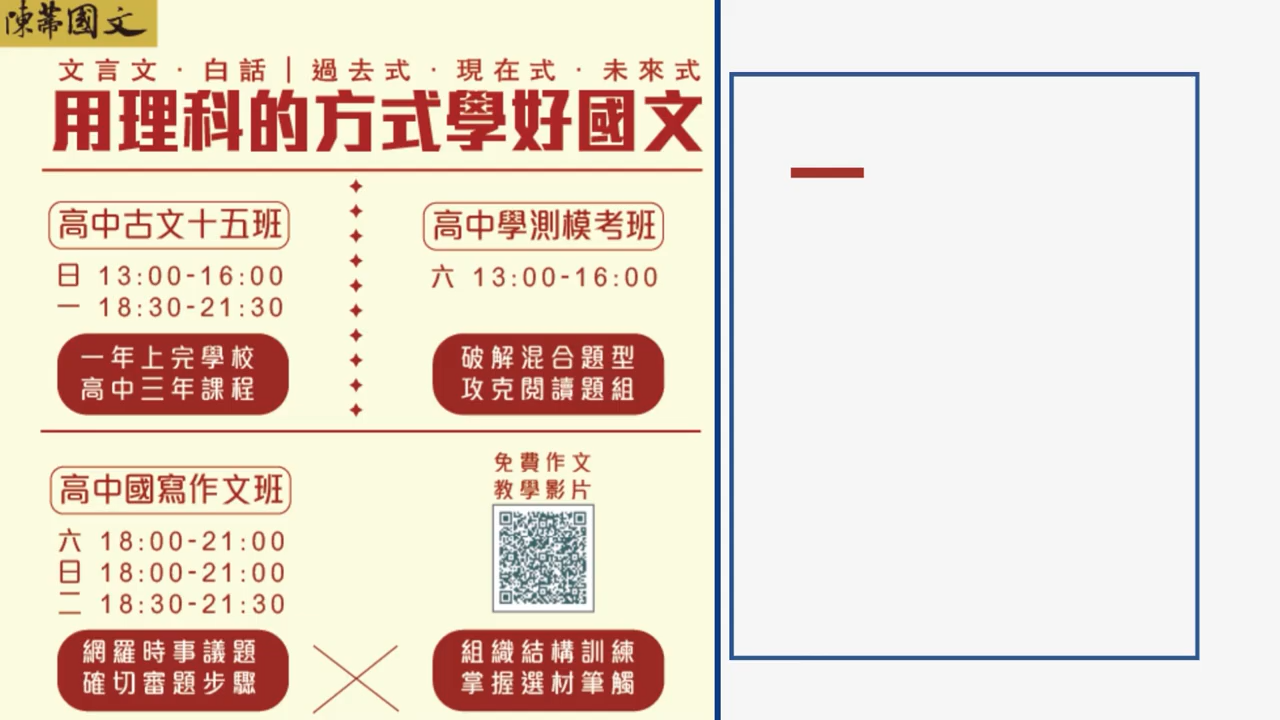 陳蒂國文
文言文·白話|過去式·現在式·未來式
用理科的方式學好國文
高中古文十五班
日 13:00-16:00
一 18:30-21:30
一年上完學校
高中三年課程
高中學測模考班
六 13:00-16:00
破解混合題型
攻克閱讀題組
高中國寫作文班
六 18:00-21:00
日 18:00-21:00
二 18:30-21:30
網羅時事議題
確切審題步驟
免費作文
教學影片
組織結構訓練
掌握選材筆觸